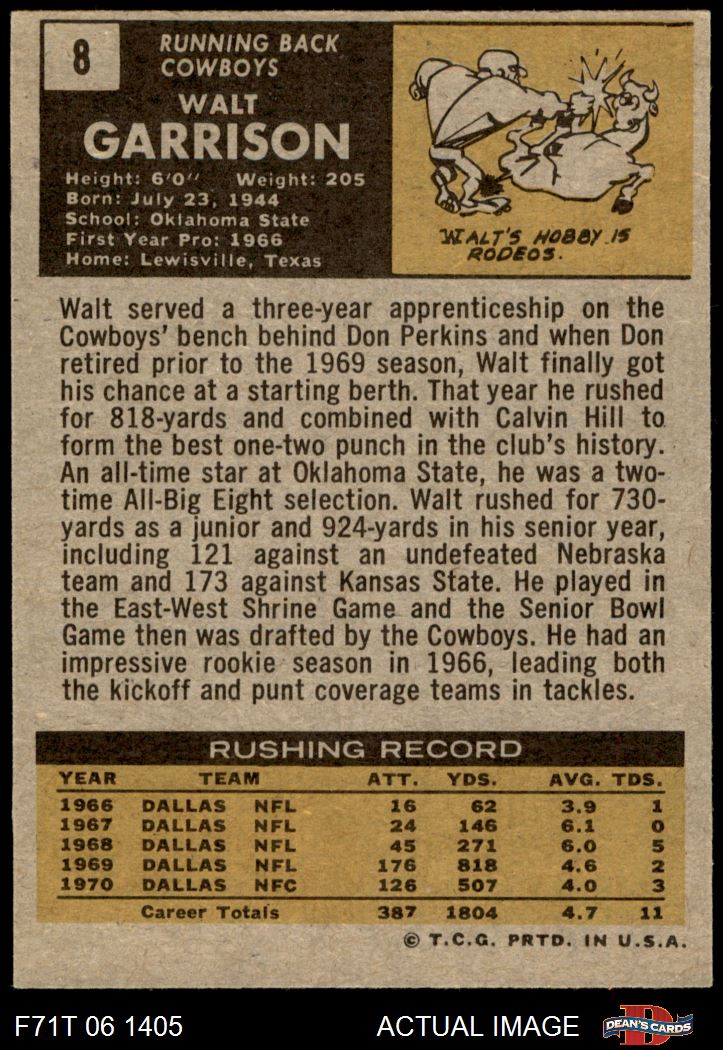 8
RUNNING BACK
COWBOYS
WALT
GARRISON
Height: 6'0" Weight: 205
Born: July 23, 1944
School: Oklahoma State
First Year Pro: 1966
Home: Lewisville, Texas
WALT'S HOBBY IS
RODEOS.
Walt served a three-year apprenticeship on the
Cowboys' bench behind Don Perkins and when Don
retired prior to the 1969 season, Walt finally got
his chance at a starting berth. That year he rushed
for 818-yards and combined with Calvin Hill to
form the best one-two punch in the club's history.
An all-time star at Oklahoma State, he was a two-
time All-Big Eight selection. Walt rushed for 730-
yards as a junior and 924-yards in his senior year,
including 121 against an undefeated Nebraska
team and 173 against Kansas State. He played in
the East-West Shrine Game and the Senior Bowl
Game then was drafted by the Cowboys. He had an
impressive rookie season in 1966, leading both
the kickoff and punt coverage teams in tackles.
RUSHING RECORD
YEAR TEAM ATT. YDS. AVG. TDS.
1966 DALLAS NFL 16 62 3.9 1
1967 DALLAS NFL 24 146 6.1 0
1968 DALLAS NFL 45 271 6.0 5
1969 DALLAS NFL 176 818 4.6 2
1970 DALLAS NFC 126 507 4.0 3
Career Totals 387 1804 4.7 11
© T.C.G. PRTD. IN U.S.A.
F71T 06 1405 ACTUAL IMAGE D DEAN'S CARDS